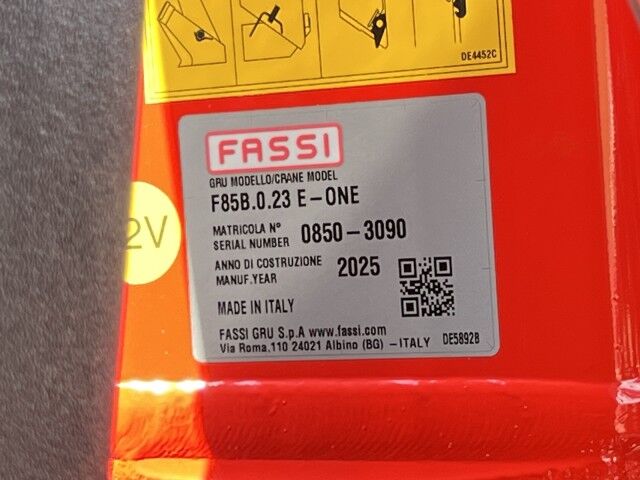 DE4452C
FASSI
GRU MODELLO/CRANE MODEL
F85B.0.23 E-ONE
MATRICOLA N°
SERIAL NUMBER 0850-3090
ANNO DI COSTRUZIONE
MANUF.YEAR 2025
MADE IN ITALY
FASSI GRU S.p.A www.fassi.com
Via Roma,110 24021 Albino (BG) -ITALY DE5892B
2V